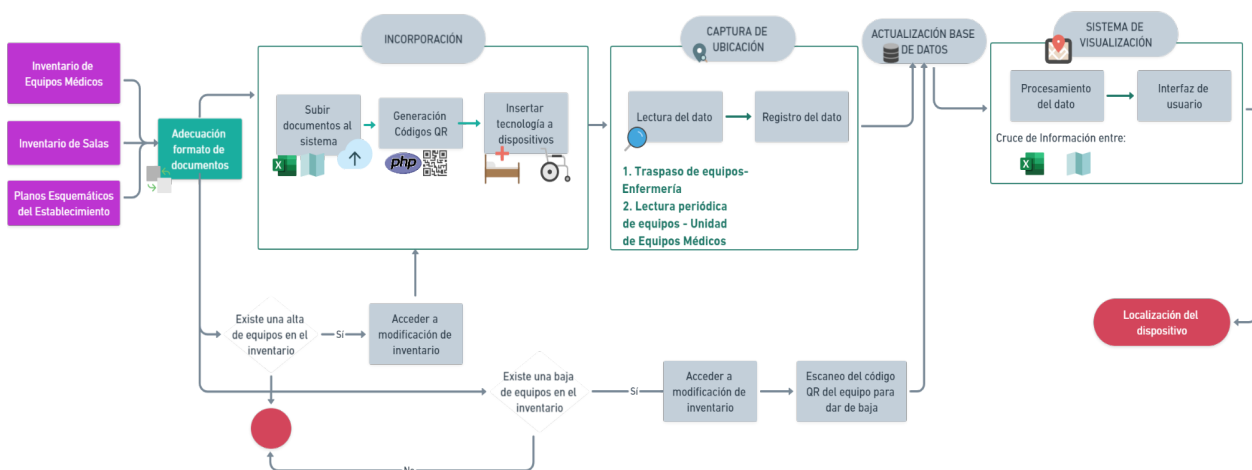 INCORPORACIÓN
CAPTURA DE
UBICACIÓN
ACTUALIZACIÓN BASE
DE DATOS
SISTEMA DE
VISUALIZACIÓN
Inventario de
Equipos Médicos
Inventario de Salas
Planos Esquemáticos
del Establecimiento
Adecuación
formato de
documentos
Subir
documentos al
sistema
Generación
Códigos QR
php
Insertar
tecnología a
dispositivos
Lectura del dato
Registro del dato
1. Traspaso de equipos-
Enfermería
2. Lectura periódica
de equipos - Unidad
de Equipos Médicos
Procesamiento
del dato
Interfaz de
usuario
Cruce de Información entre:
X
X
Existe una alta
de equipos en el
inventario
Sí
Acceder a
modificación de
inventario
Existe una baja
de equipos en el
inventario
Sí
Acceder a
modificación de
inventario
Escaneo del código
QR del equipo para
dar de baja
Localización del
dispositivo
No